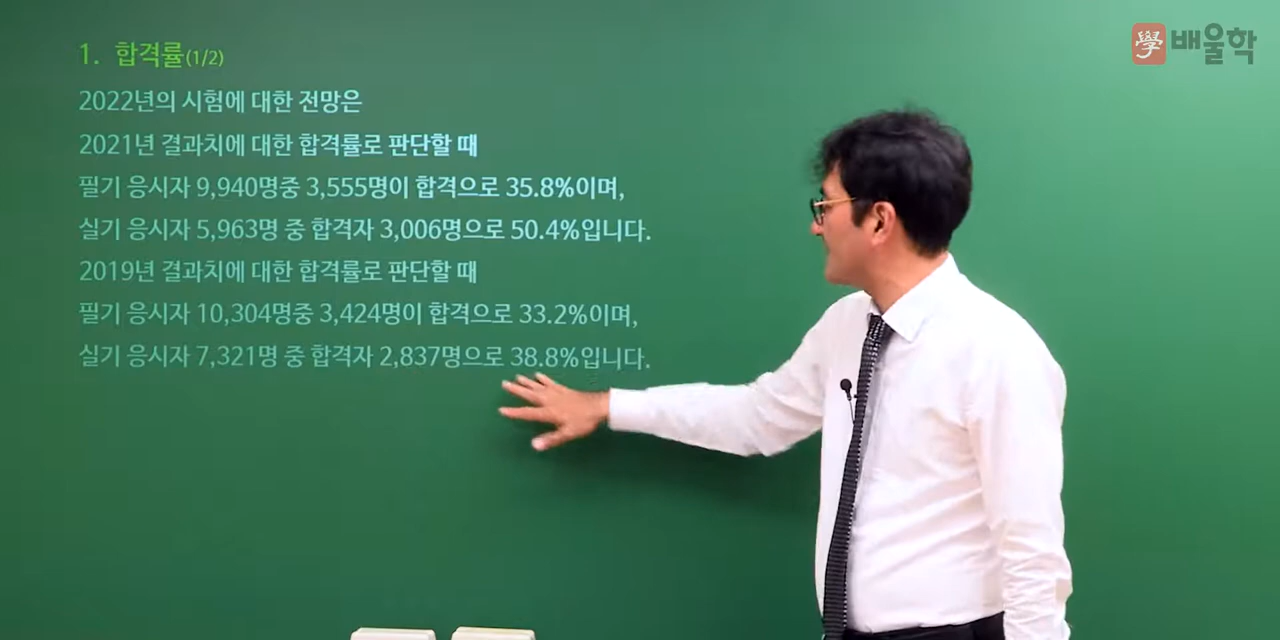 1. 합격률(1/2)
學 배울학
2022년의 시험에 대한 전망은
2021년 결과치에 대한 합격률로 판단할 때
필기 응시자 9,940명중 3,555명이 합격으로 35.8%이며,
실기 응시자 5,963명 중 합격자 3,006명으로 50.4%입니다.
2019년 결과치에 대한 합격률로 판단할 때
필기 응시자 10,304명중 3,424명이 합격으로 33.2%이며,
실기 응시자 7,321명 중 합격자 2,837명으로 38.8%입니다.